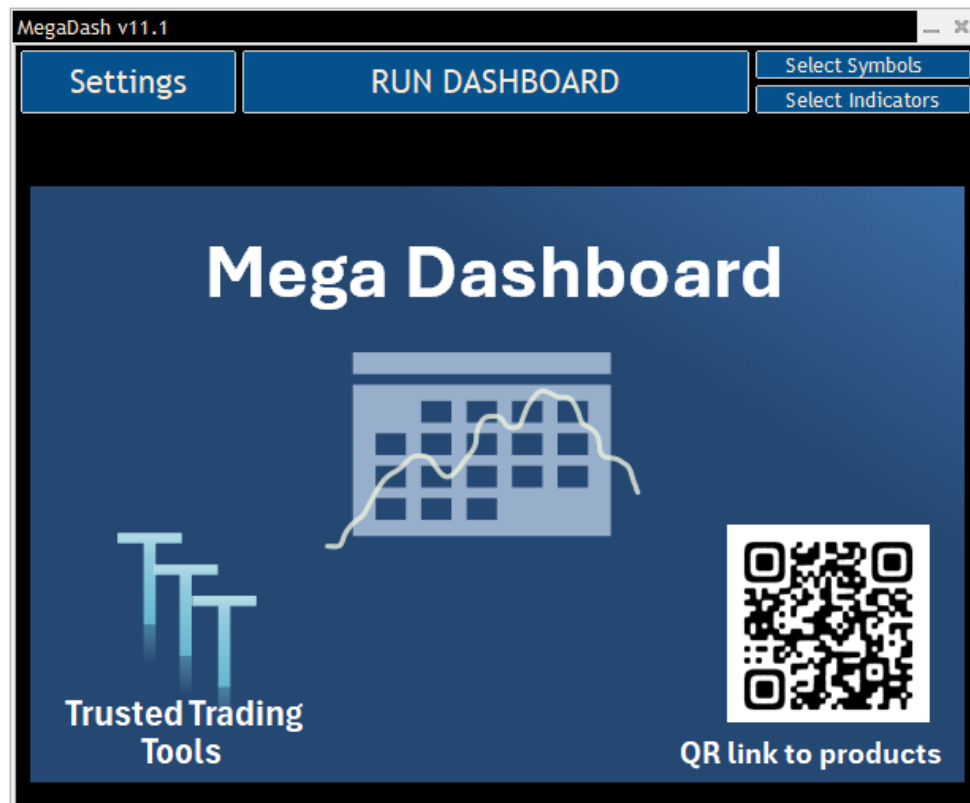 MegaDash v11.1
Settings
RUN DASHBOARD
Select Symbols
Select Indicators
Mega Dashboard
TTT
Trusted Trading
Tools
QR link to products